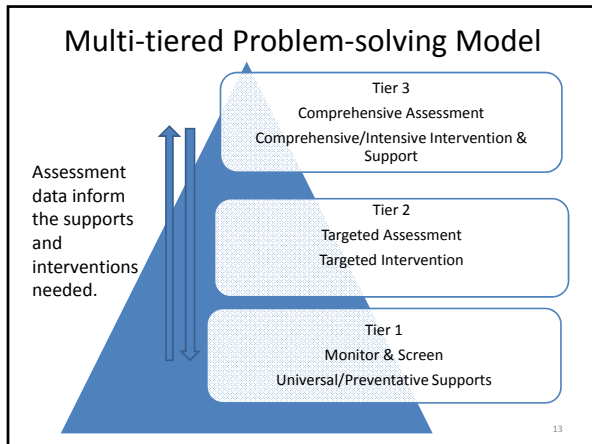 Multi-tiered Problem-solving Model
Tier 3
Comprehensive Assessment
Comprehensive/Intensive Intervention &
Support
Assessment
data inform
the supports
and
interventions
needed.
Tier 2
Targeted Assessment
Targeted Intervention
Tier 1
Monitor & Screen
Universal/Preventative Supports
13